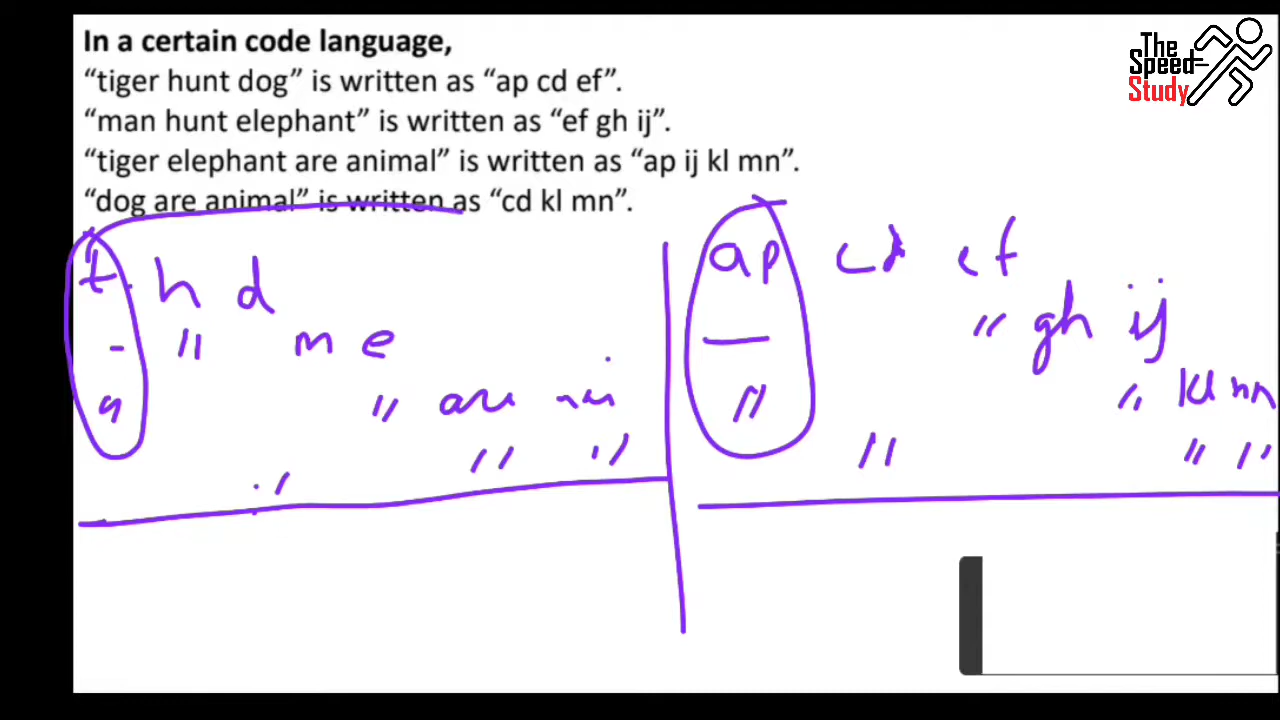 In a certain code language,
“tiger hunt dog” is written as “ap cd ef”.
“man hunt elephant” is written as “ef gh ij”.
“tiger elephant are animal” is written as “ap ij kl mn”.
“dog are animal” is written as “cd kl mn”.
The
Speed
Study
t h d
- " m e
" " are
" " "
ap cd ef
— " gh ij
" " kl mn
" " "